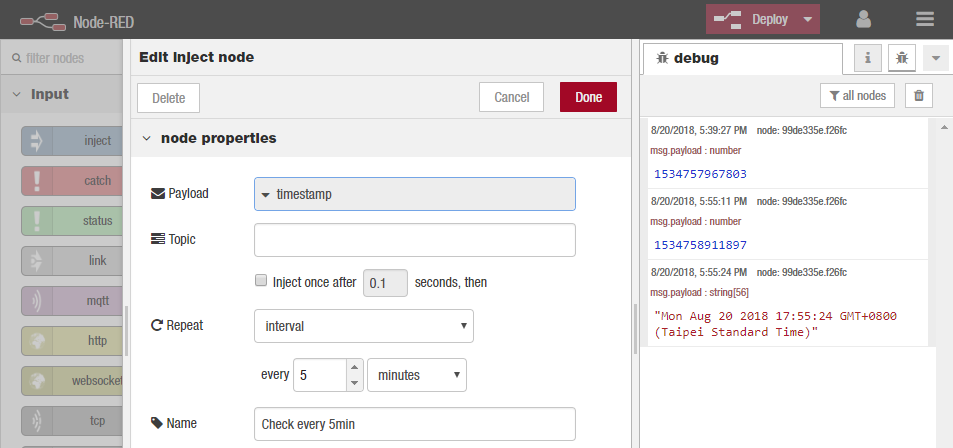 Node-RED
Deploy
filter nodes
Input
inject
catch
status
link
mqtt
http
websocket
tcp
Edit inject node
Delete
Cancel
Done
node properties
Payload
timestamp
Topic
Inject once after
0.1
seconds, then
Repeat
interval
every
5
minutes
Name
Check every 5min
debug
i
all nodes
8/20/2018, 5:39:27 PM node: 99de335e.f26fc
msg.payload : number
1534757967803
8/20/2018, 5:55:11 PM node: 99de335e.f26fc
msg.payload : number
1534758911897
8/20/2018, 5:55:24 PM node: 99de335e.f26fc
msg.payload : string[56]
"Mon Aug 20 2018 17:55:24 GMT+0800
(Taipei Standard Time)"